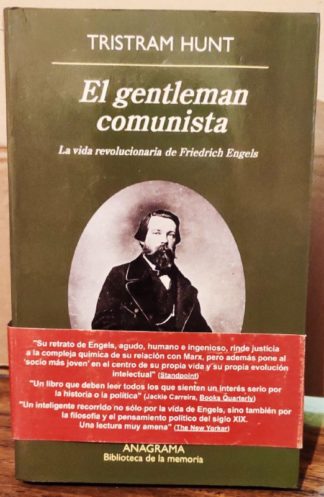 TRISTRAM HUNT
El gentleman
comunista
La vida revolucionaria de Friedrich Engels
"Su retrato de Engels, agudo, humano e ingenioso, rinde justicia
a la compleja química de su relación con Marx, pero además pone al
'socio más joven' en el centro de su propia vida y su propia evolución
intelectual" (Standpoint)
"Un libro que deben leer todos los que sienten un interés serio por
la historia o la política" (Jackie Carreira, Books Quarterly)
"Un inteligente recorrido no sólo por la vida de Engels, sino también por
la filosofía y el pensamiento político del siglo XIX.
Una lectura muy amena" (The New Yorker)
ANAGRAMA
Biblioteca de la memoria